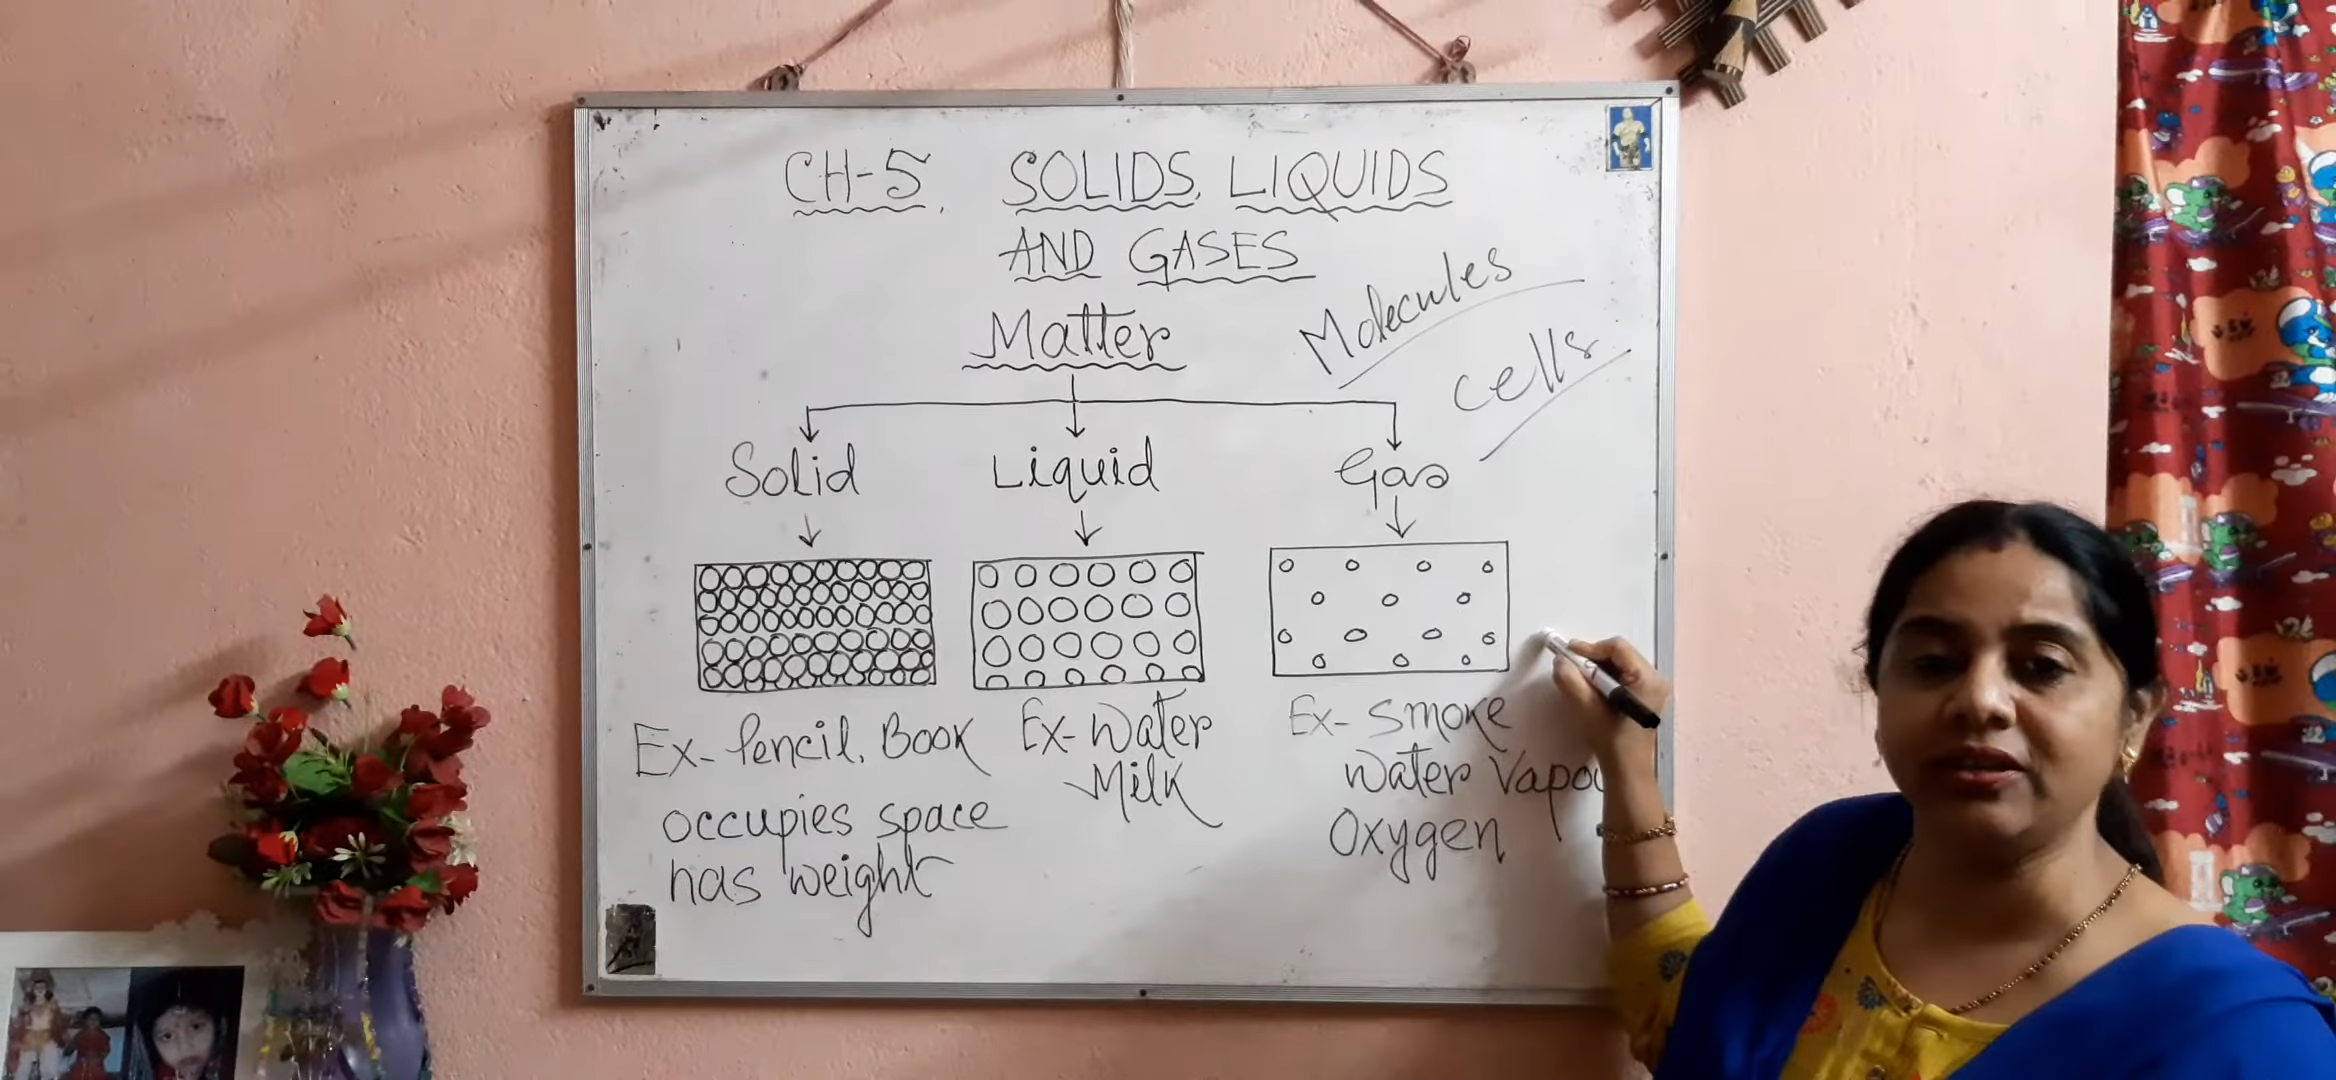 CH-5, SOLIDS, LIQUIDS
AND GASES
Matter
Molecules
cells
Solid
Liquid
Gas
Ex- Pencil, Book
occupies space
has weight
Ex- Water
Milk
Ex- Smoke
Water Vapou
Oxygen